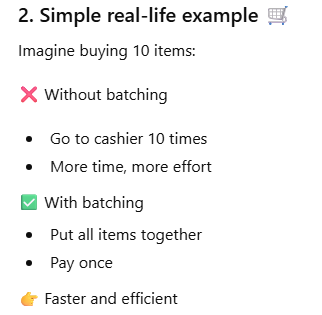 2. Simple real-life example 🛒
Imagine buying 10 items:
❌ Without batching
• Go to cashier 10 times
• More time, more effort
✅ With batching
• Put all items together
• Pay once
👉 Faster and efficient